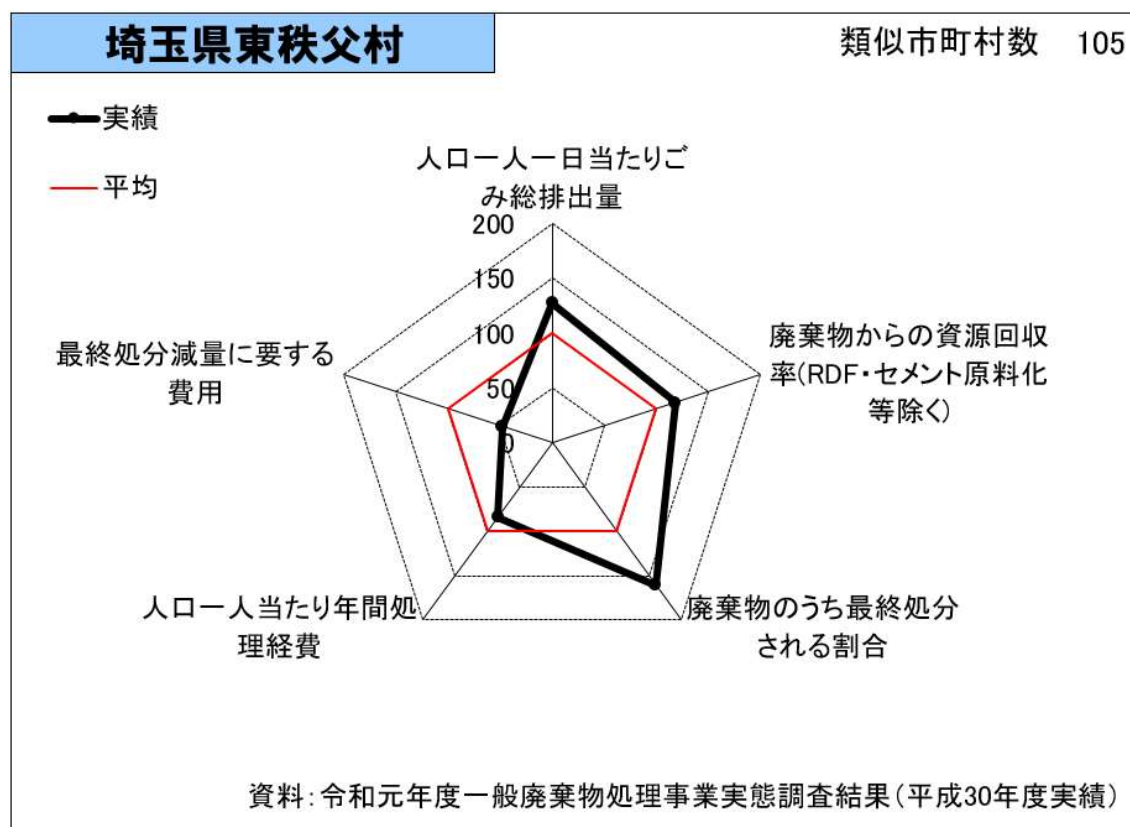 埼玉県東秩父村
類似市町村数 105
実績
平均
人口一人一日当たりご
み総排出量
200
150
100
50
0
廃棄物からの資源回収
率(RDF・セメント原料化
等除く)
最終処分減量に要する
費用
人口一人当たり年間処
理経費
廃棄物のうち最終処分
される割合
資料:令和元年度一般廃棄物処理事業実態調査結果(平成30年度実績)